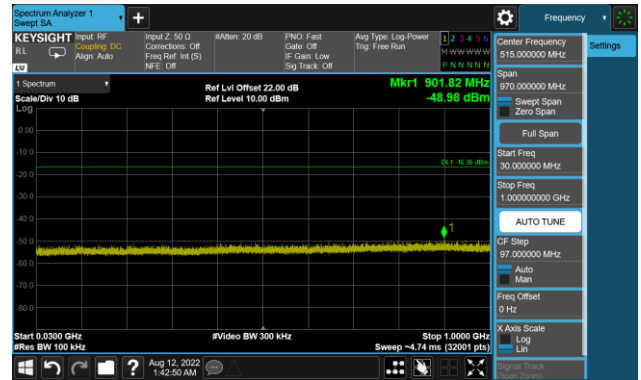 Spectrum Analyzer 1
Swept SA
+
Frequency
KEYSIGHT
RL
LXI
Input: RF
Coupling: DC
Align: Auto
Input Z: 50 Ω
Corrections: Off
Freq Ref: Int (S)
NFE: Off
#Atten: 20 dB
PNO: Fast
Gate: Off
IF Gain: Low
Sig Track: Off
Avg Type: Log-Power
Trig: Free Run
1 2 3 4 5 6
M W W W W W
P N N N N N
1 Spectrum
Scale/Div 10 dB
Log
Ref Lvl Offset 22.00 dB
Ref Level 10.00 dBm
Mkr1 901.82 MHz
-48.98 dBm
0.00
-10.0
-20.0
-30.0
-40.0
-50.0
-60.0
-70.0
-80.0
DL1 -16.36 dBm
1
Start 0.0300 GHz
#Res BW 100 kHz
#Video BW 300 kHz
Stop 1.0000 GHz
Sweep ~4.74 ms (32001 pts)
?
Aug 12, 2022
1:42:50 AM
Center Frequency
515.000000 MHz
Settings
Span
970.000000 MHz
Swept Span
Zero Span
Full Span
Start Freq
30.000000 MHz
Stop Freq
1.000000000 GHz
AUTO TUNE
CF Step
97.000000 MHz
Auto
Man
Freq Offset
0 Hz
X Axis Scale
Log
Lin
Signal Track
(Span Zoom)